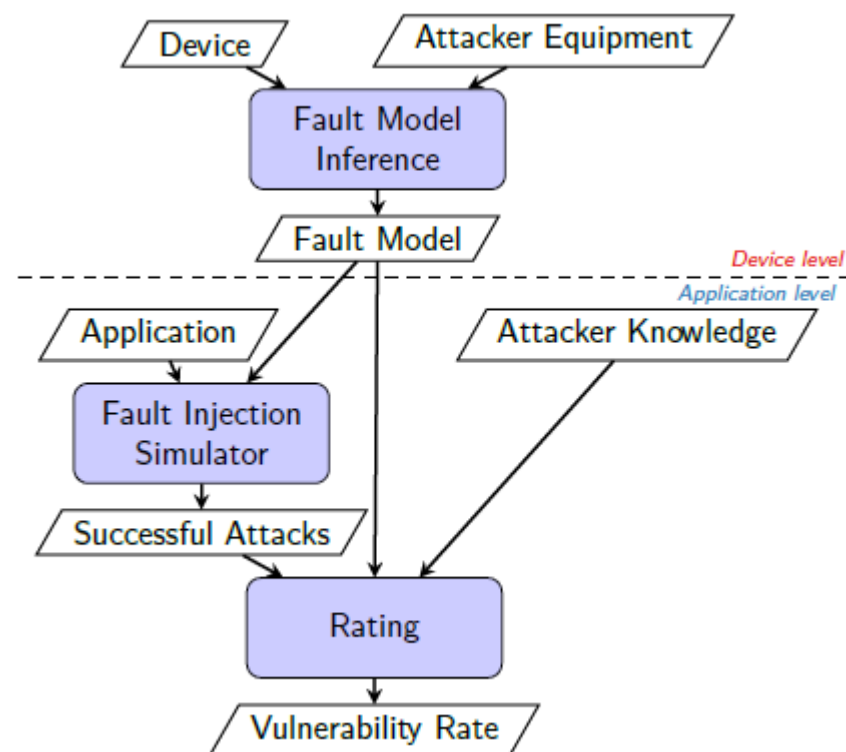 Device
Attacker Equipment
Fault Model
Inference
Fault Model
Device level
Application level
Application
Attacker Knowledge
Fault Injection
Simulator
Successful Attacks
Rating
Vulnerability Rate